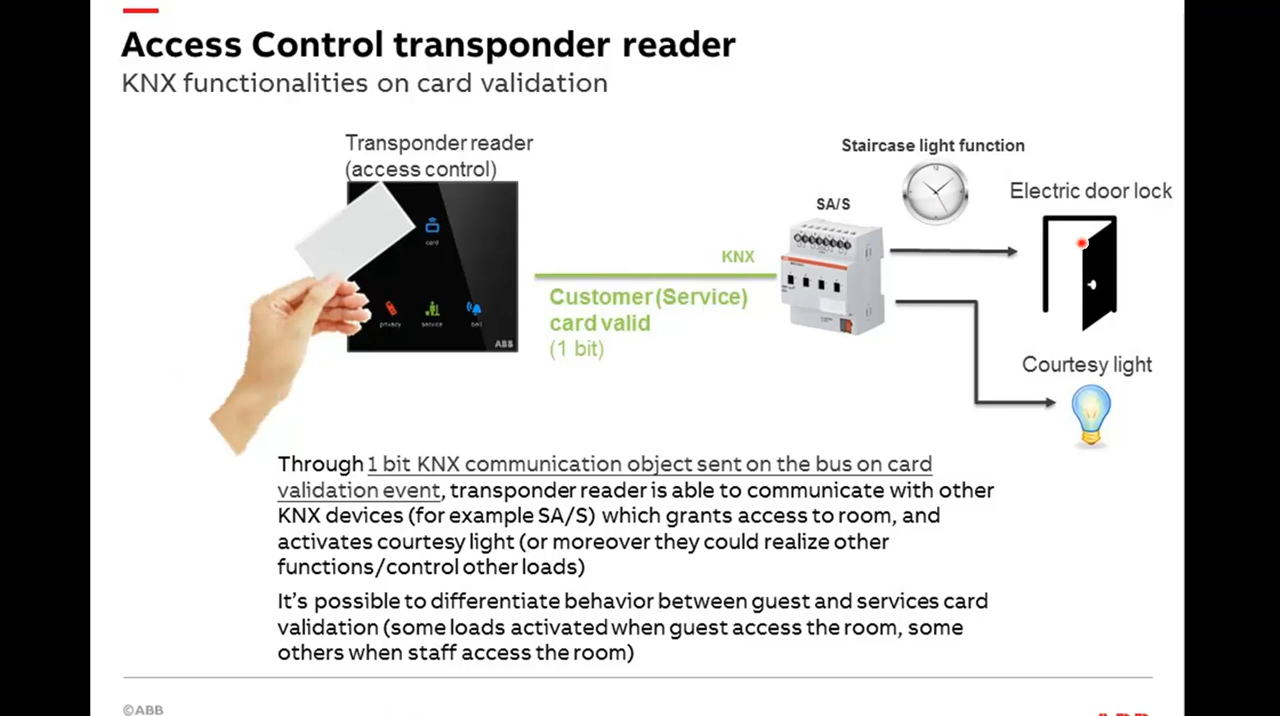 Access Control transponder reader
KNX functionalities on card validation
Transponder reader
(access control)
Staircase light function
Electric door lock
SA/S
card
KNX
Customer (Service)
card valid
(1 bit)
privacy
service
bell
ABB
Courtesy light
Through 1 bit KNX communication object sent on the bus on card
validation event, transponder reader is able to communicate with other
KNX devices (for example SA/S) which grants access to room, and
activates courtesy light (or moreover they could realize other
functions/control other loads)
It's possible to differentiate behavior between guest and services card
validation (some loads activated when guest access the room, some
others when staff access the room)
©ABB
ABB